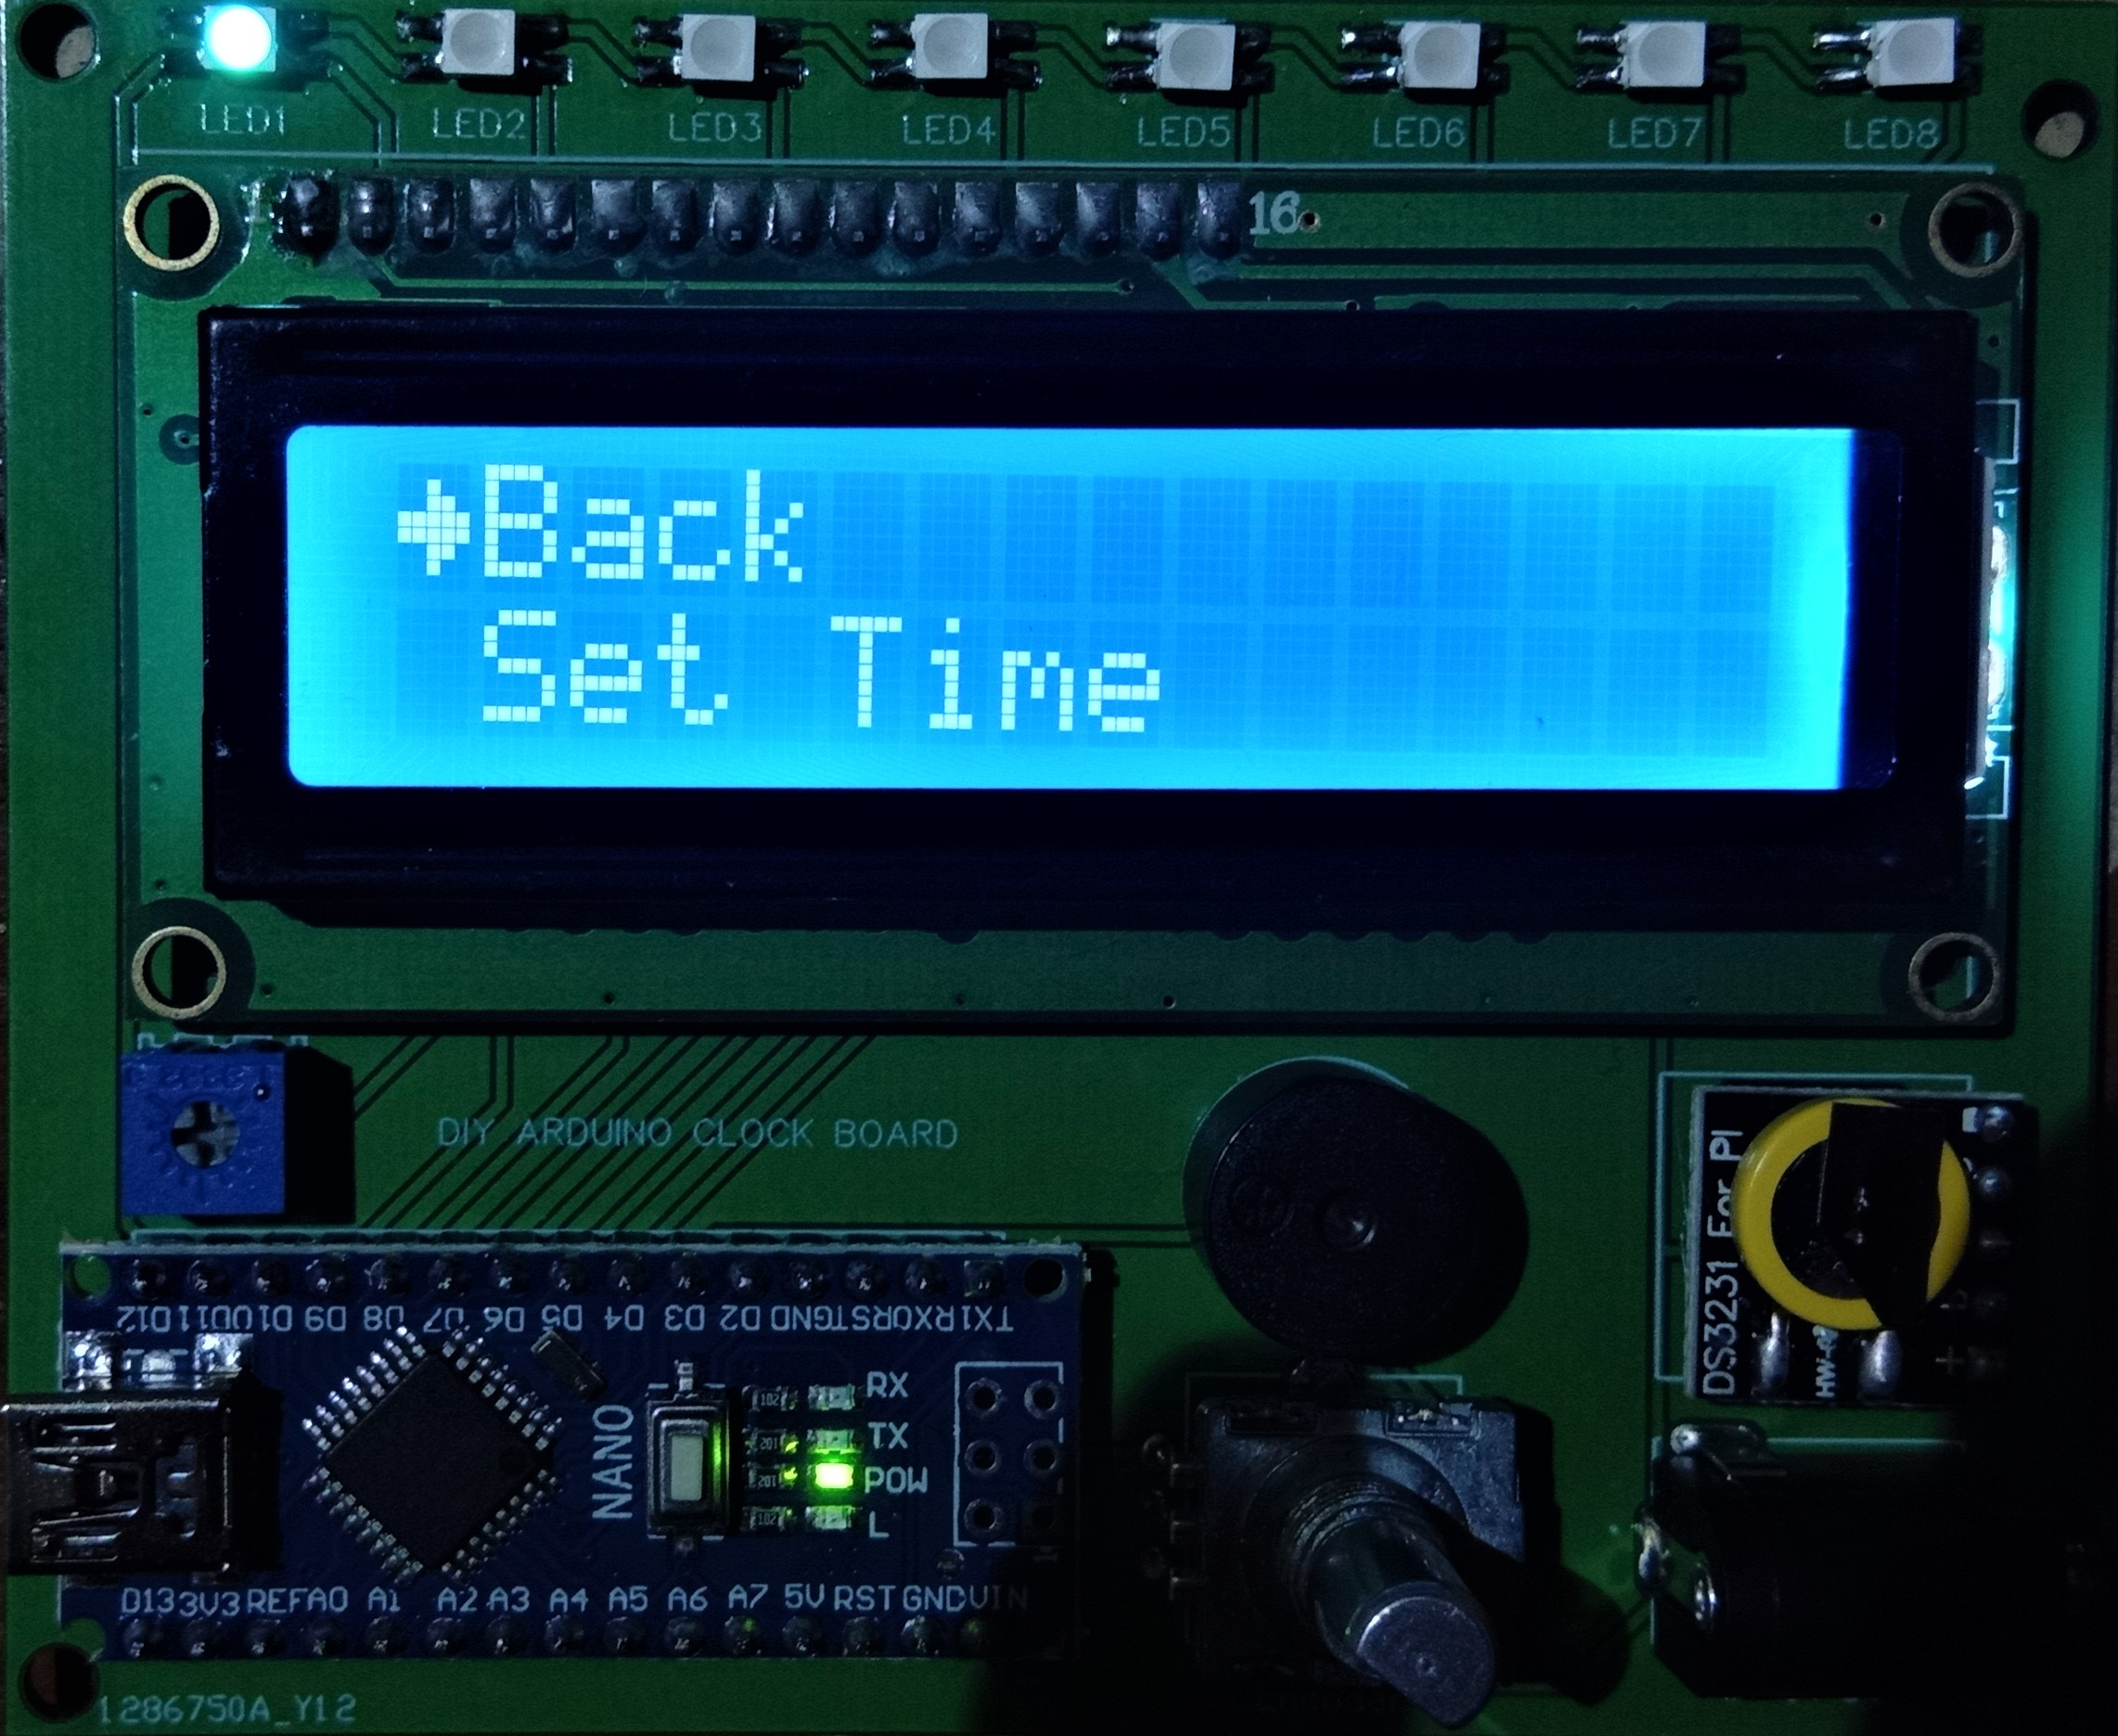 LED1 LED2 LED3 LED4 LED5 LED6 LED7 LED8
16
Back
Set Time
DIY ARDUINO CLOCK BOARD
DS3231 For PI
D12 D11 D10 D9 D8 D7 D6 D5 D4 D3 D2 GND RST RX0 TX1
NANO
RX
TX
POW
L
D13 3V3 REF A0 A1 A2 A3 A4 A5 A6 A7 5V RST GND VIN
1286750A_Y12